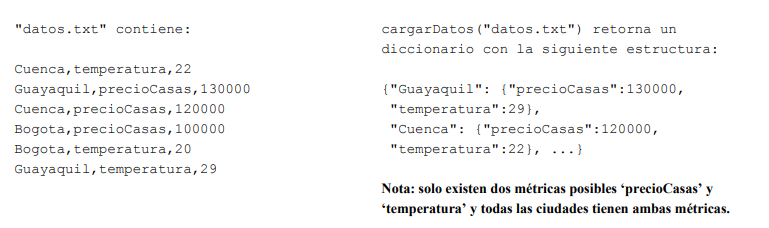 "datos.txt" contiene:
Cuenca,temperatura,22
Guayaquil,precioCasas,130000
Cuenca,precioCasas,120000
Bogota,precioCasas,100000
Bogota,temperatura,20
Guayaquil,temperatura,29
cargarDatos("datos.txt") retorna un
diccionario con la siguiente estructura:
{"Guayaquil": {"precioCasas":130000,
"temperatura":29},
"Cuenca": {"precioCasas":120000,
"temperatura":22}, ...}
Nota: solo existen dos métricas posibles ‘precioCasas’ y
‘temperatura’ y todas las ciudades tienen ambas métricas.